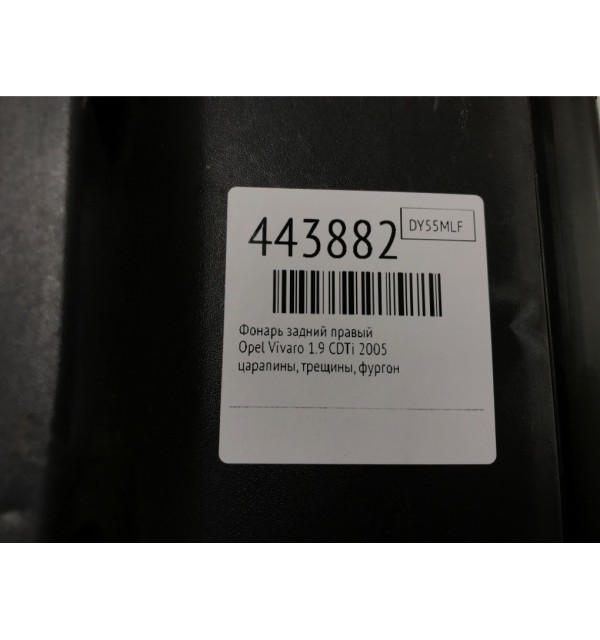 443882
DY55MLF
Фонарь задний правый
Opel Vivaro 1.9 CDTi 2005
царапины, трещины, фургон